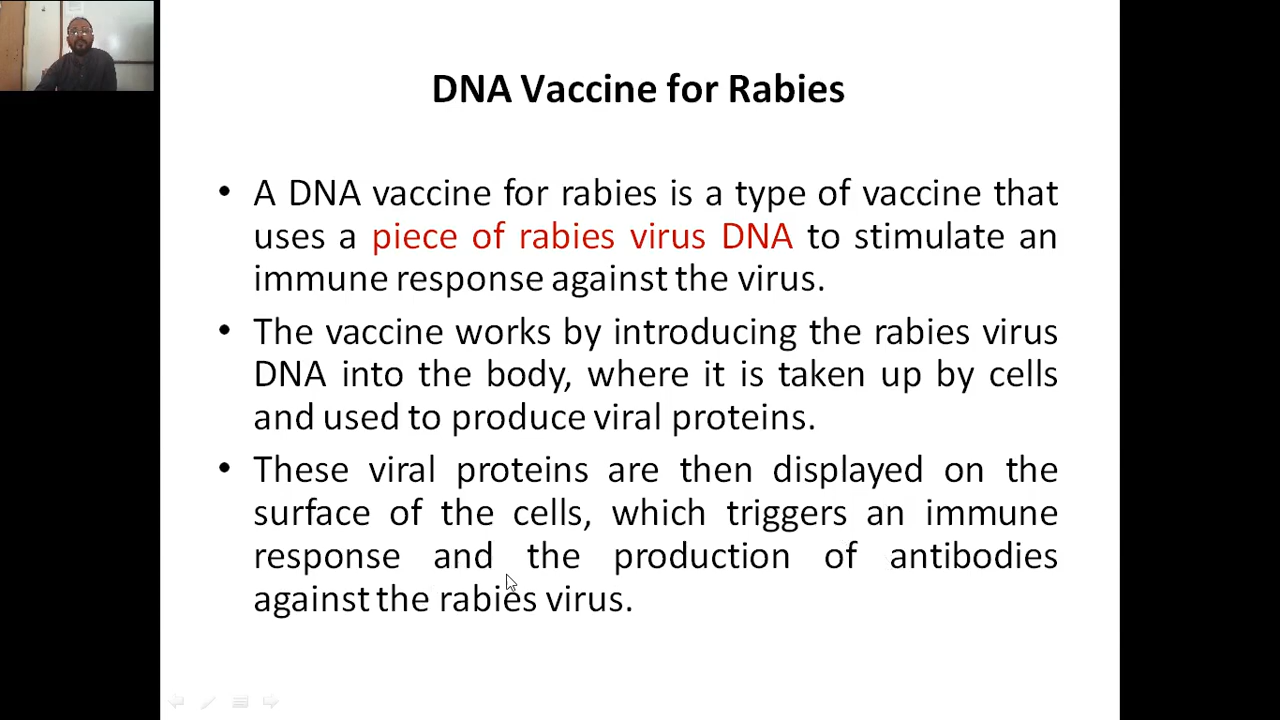 DNA Vaccine for Rabies
• A DNA vaccine for rabies is a type of vaccine that
uses a piece of rabies virus DNA to stimulate an
immune response against the virus.
• The vaccine works by introducing the rabies virus
DNA into the body, where it is taken up by cells
and used to produce viral proteins.
• These viral proteins are then displayed on the
surface of the cells, which triggers an immune
response and the production of antibodies
against the rabies virus.